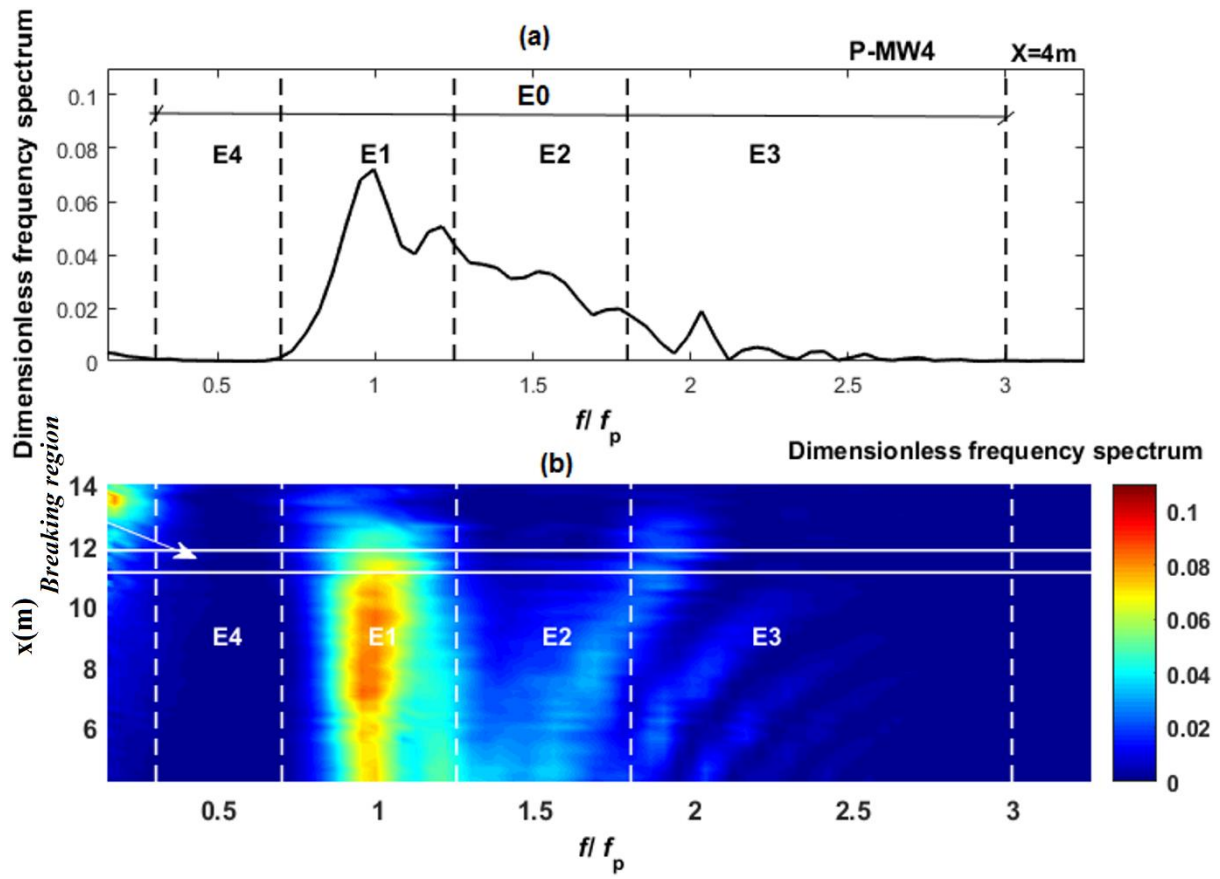 (a)
P-MW4 X=4m
Dimensionless frequency spectrum
0.1
0.08
0.06
0.04
0.02
0
E0
E4 E1 E2 E3
0.5 1 1.5 2 2.5 3
f/ fp
(b)
Dimensionless frequency spectrum
Breaking region
x(m)
14
12
10
8
6
E4 E1 E2 E3
0.1
0.08
0.06
0.04
0.02
0
0.5 1 1.5 2 2.5 3
f/ fp